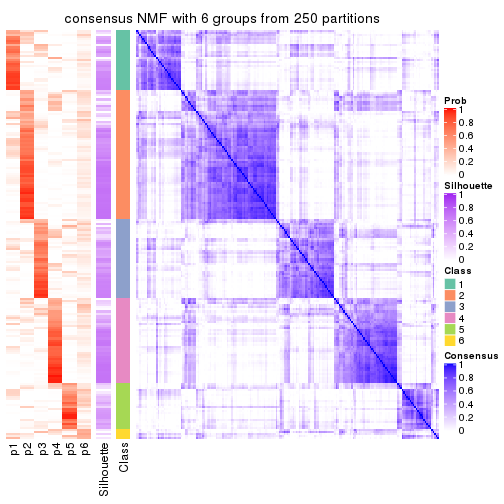 consensus NMF with 6 groups from 250 partitions
Prob
1
0.8
0.6
0.4
0.2
0
Silhouette
1
0.8
0.6
0.4
0.2
0
Class
1
2
3
4
5
6
Consensus
1
0.8
0.6
0.4
0.2
0
p1
p2
p3
p4
p5
p6
Silhouette
Class